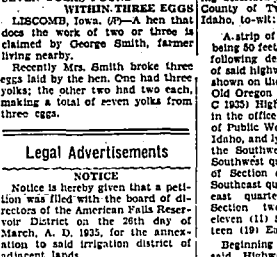 WITHIN THREE EGGS
LISCOMB, Iowa. (AP)—A hen that
does the work of two or three is
claimed by George Smith, farmer
living nearby.
Recently Mrs. Smith broke three
eggs laid by the hen. One had three
yolks; the other two had two each,
making a total of seven yolks from
three eggs.
Legal Advertisements
NOTICE
Notice is hereby given that a peti-
tion was filed with the board of di-
rectors of the American Falls Reser-
voir District on the 26th day of
March, A. D. 1935, for the annex-
ation to said irrigation district of
adjacent lands
County of T
Idaho, to-wit:
A strip of
being 50 feet
following de
of said highw
shown on the
Old Oregon
C 1935) High
in the office
of Public We
Idaho, and ly
the Southwe
Southwest q
of Section
Southeast qu
east quarte
Section tw
eleven (11) S
teen (19) Ea
Beginning
said Highw